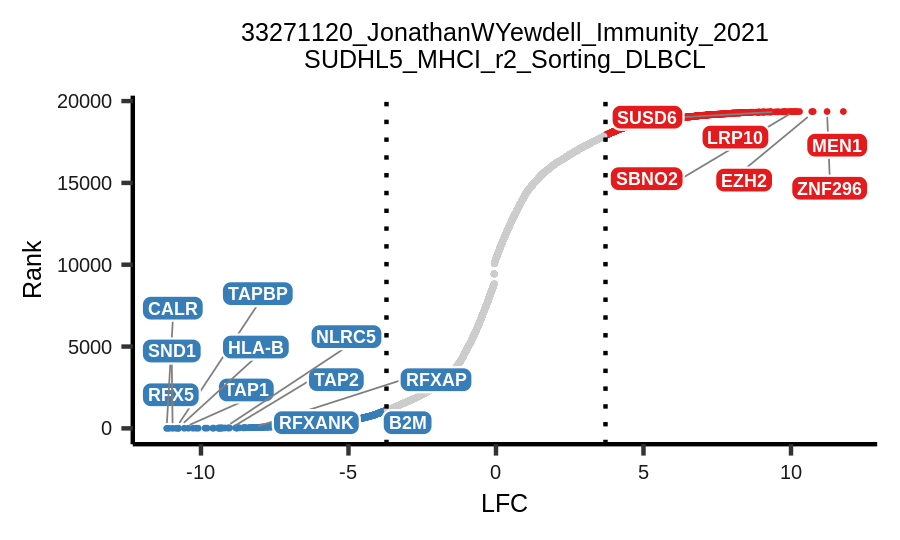 33271120_JonathanWYewdell_Immunity_2021
SUDHL5_MHCI_r2_Sorting_DLBCL
Rank
20000
15000
10000
5000
0
SUSD6
LRP10
MEN1
SBNO2
EZH2
ZNF296
TAPBP
CALR
NLRC5
HLA-B
SND1
TAP2
RFXAP
TAP1
RFX5
RFXANK
B2M
-10
-5
0
5
10
LFC